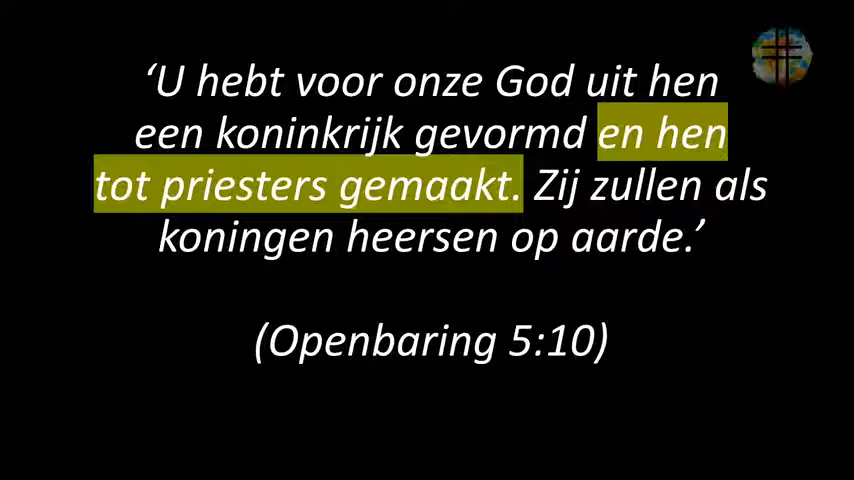 ‘U hebt voor onze God uit hen
een koninkrijk gevormd en hen
tot priesters gemaakt. Zij zullen als
koningen heersen op aarde.’
(Openbaring 5:10)